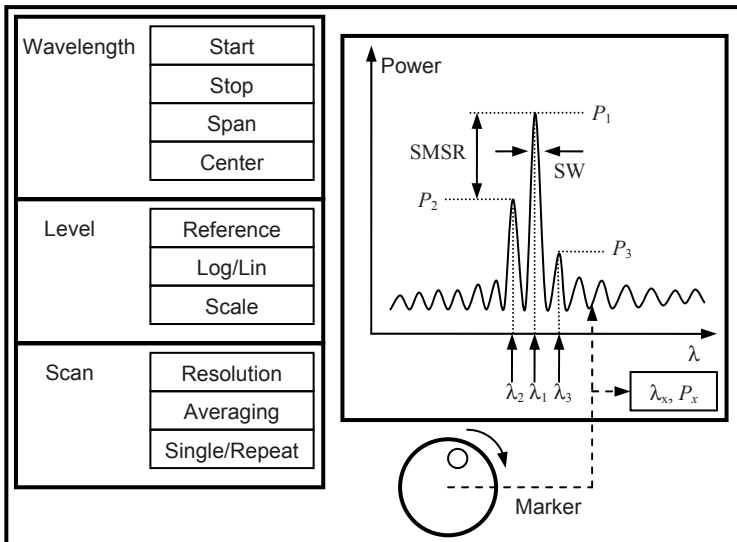 Wavelength
Start
Stop
Span
Center
Level
Reference
Log/Lin
Scale
Scan
Resolution
Averaging
Single/Repeat
Power
P₁
SMSR
SW
P₂
P₃
λ
λ₂ λ₁ λ₃
λₓ, Pₓ
Marker